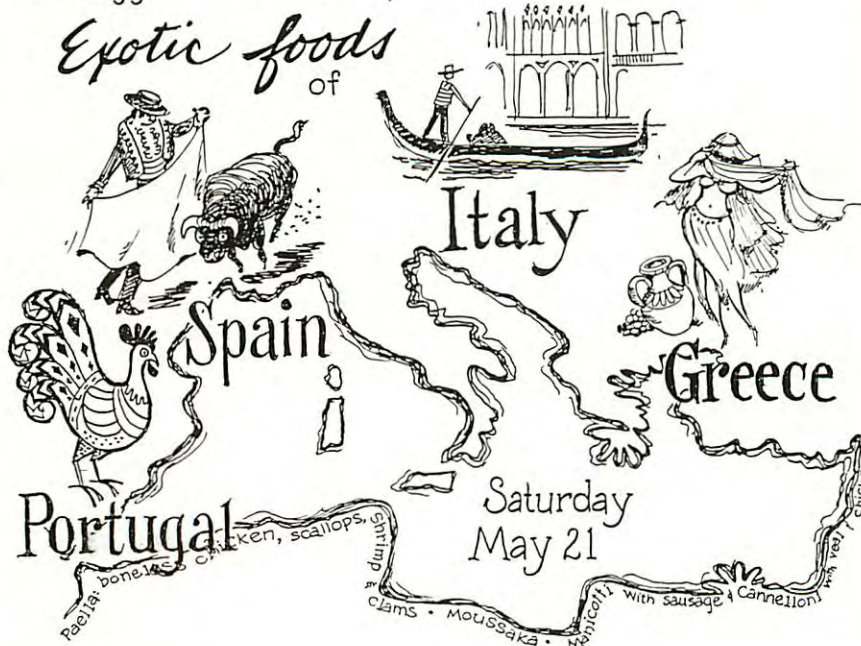 Exotic foods
of
Italy
Spain
Greece
Portugal
Saturday
May 21
Paella: boneless chicken, scallops, shrimp & clams • Moussaka • Manicotti with sausage & Cannelloni with veal